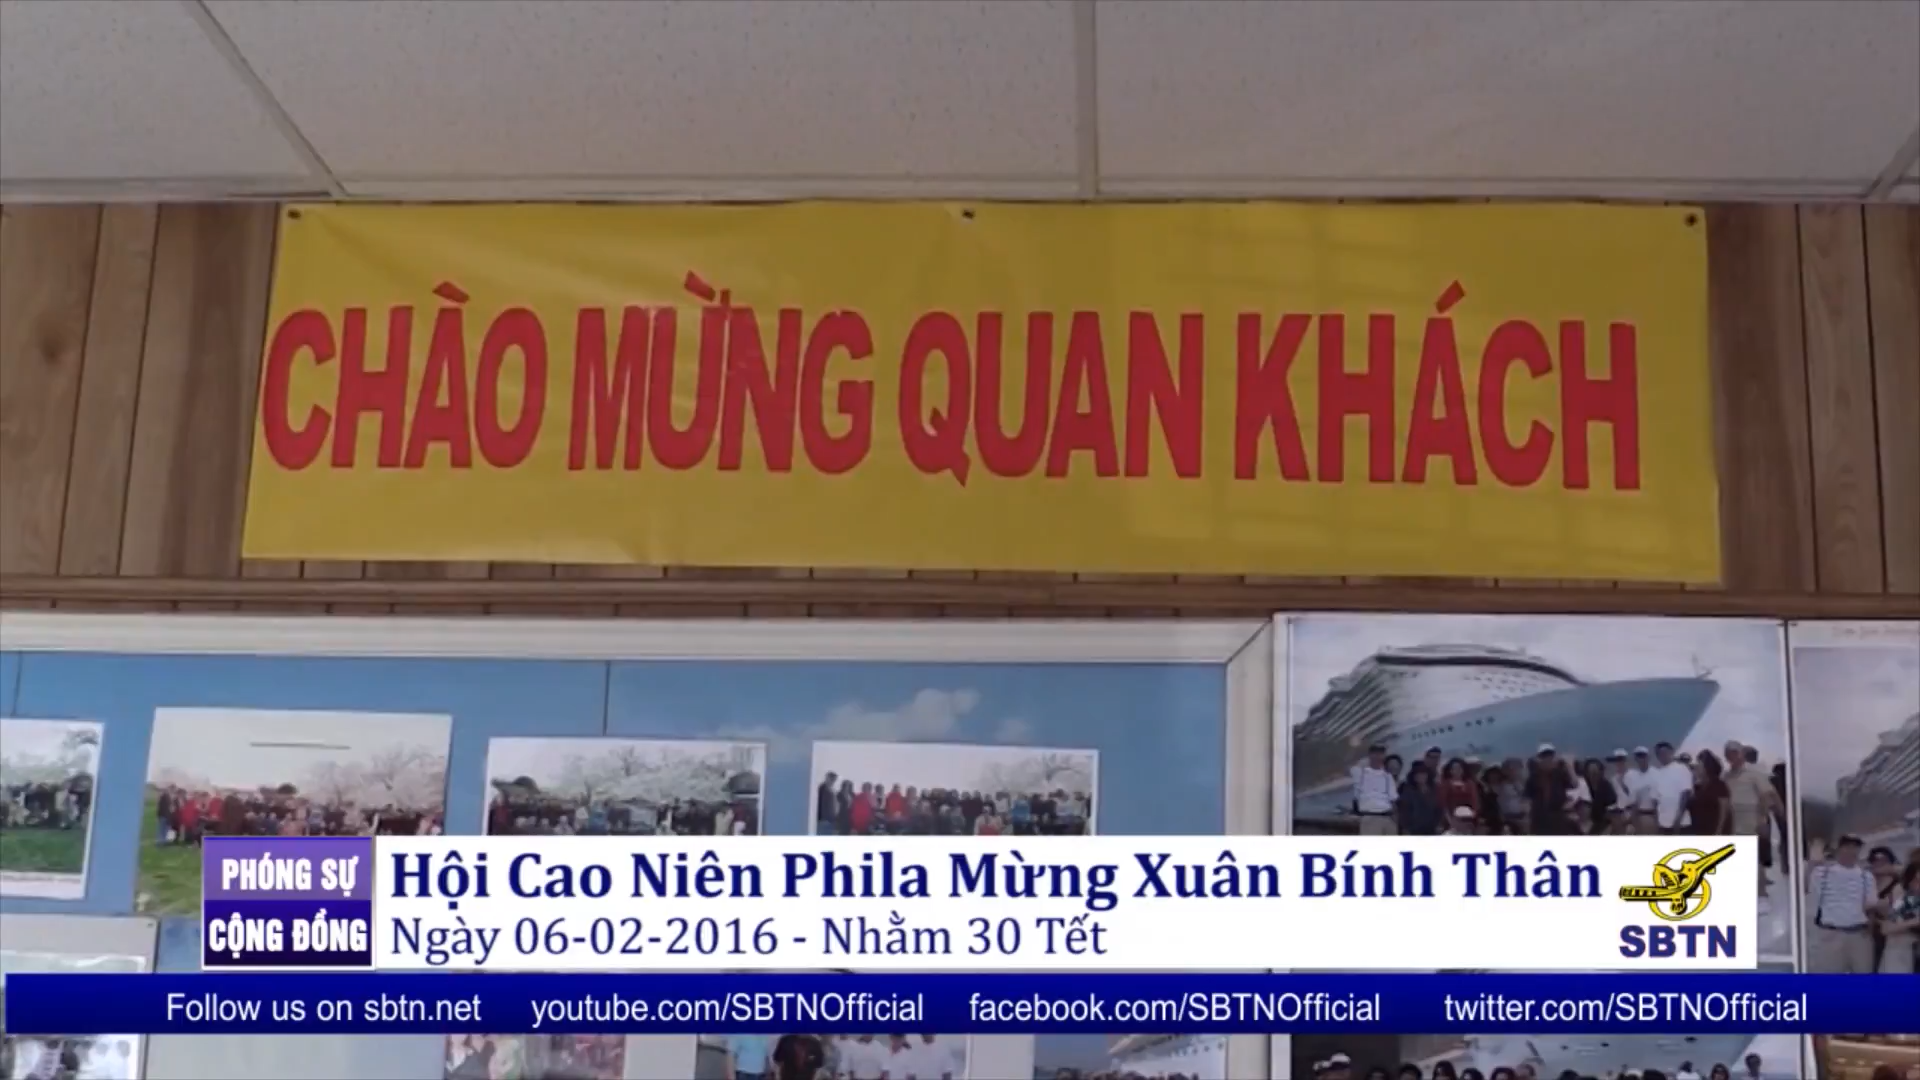 CHÀO MỪNG QUAN KHÁCH
PHÓNG SỰ
CỘNG ĐỒNG
Hội Cao Niên Phila Mừng Xuân Bính Thân
Ngày 06-02-2016 - Nhằm 30 Tết
SBTN
Follow us on sbtn.net youtube.com/SBTNOfficial facebook.com/SBTNOfficial twitter.com/SBTNOfficial